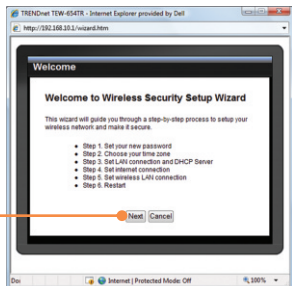 TRENDnet TEW-654TR - Internet Explorer provided by Dell
http://192.168.10.1/wizard.htm
Welcome
Welcome to Wireless Security Setup Wizard
This wizard will guide you through a step-by-step process to setup your
wireless network and make it secure.
Step 1. Set your new password
Step 2. Choose your time zone
Step 3. Set LAN connection and DHCP Server
Step 4. Set internet connection
Step 5. Set wireless LAN connection
Step 6. Restart
Next Cancel
Internet | Protected Mode: Off 100%